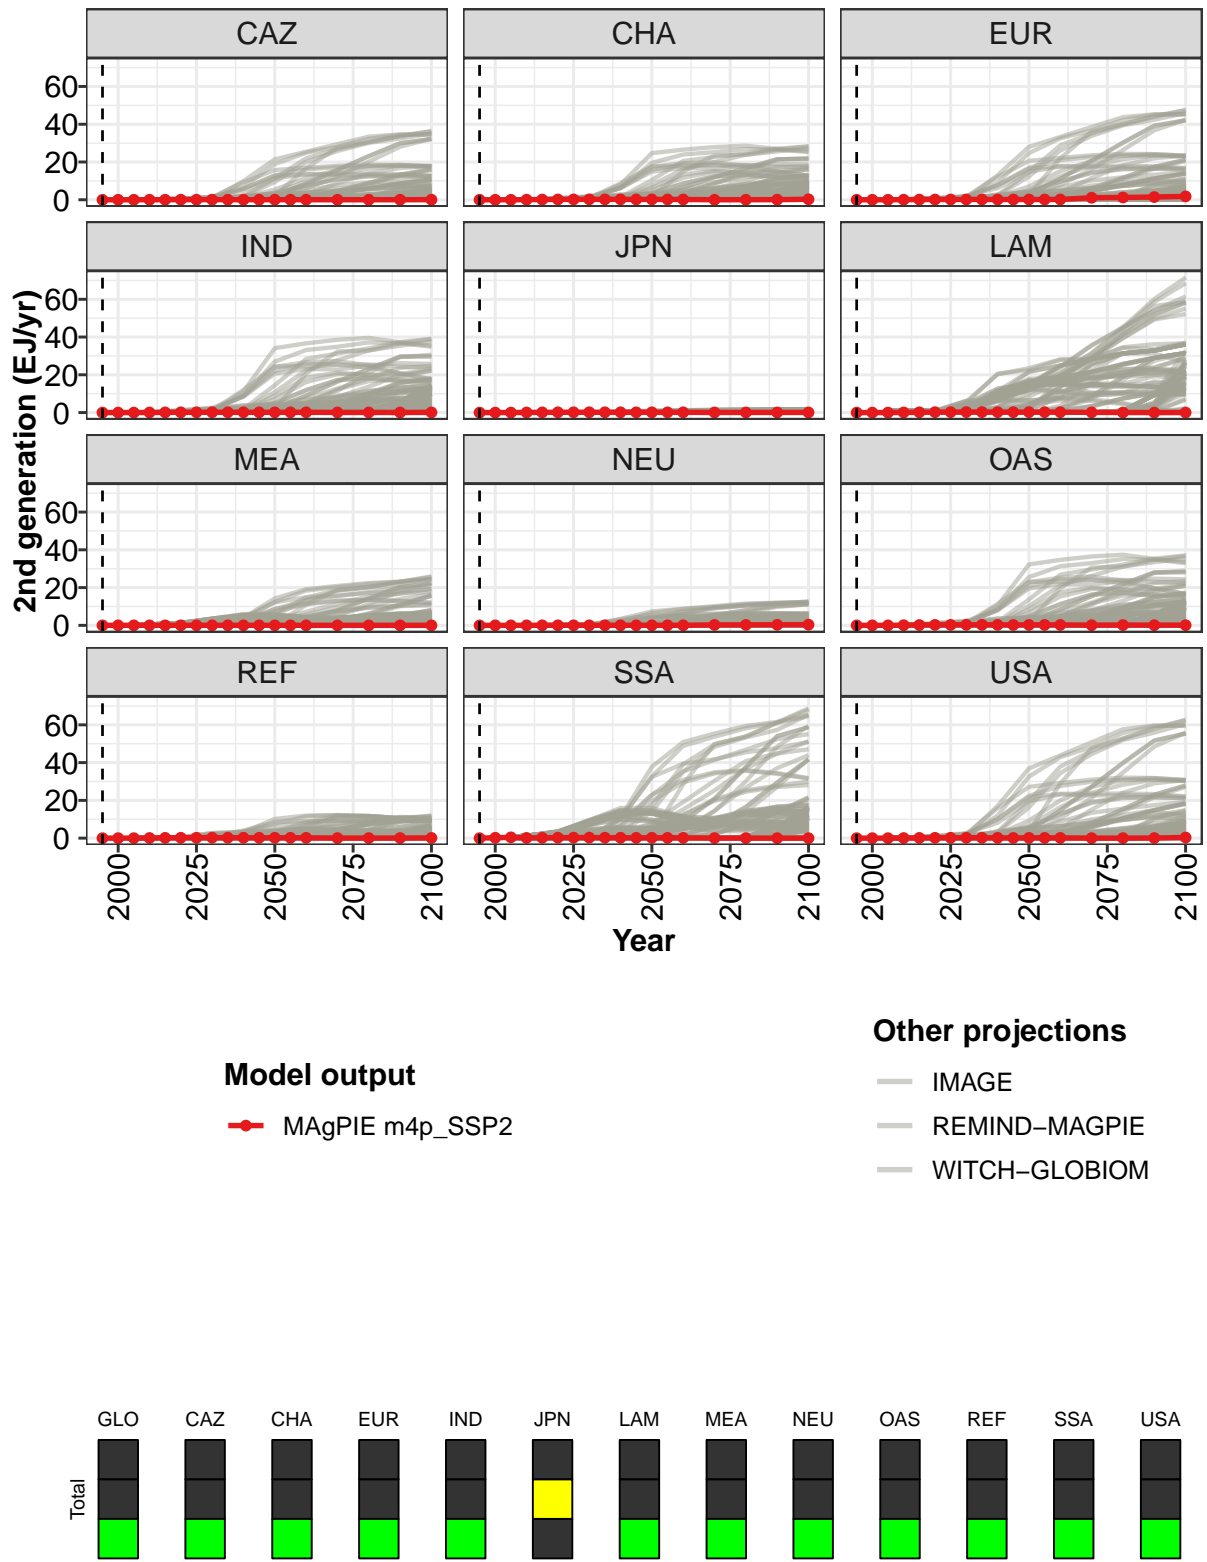 CAZ CHA EUR
60
40
20
0
IND JPN LAM
60
40
20
0
MEA NEU OAS
60
40
20
0
REF SSA USA
60
40
20
0
2nd generation (EJ/yr)
2000 2025 2050 2075 2100 2000 2025 2050 2075 2100 2000 2025 2050 2075 2100
Year
Model output
MAgPIE m4p_SSP2
Other projections
IMAGE
REMIND−MAGPIE
WITCH−GLOBIOM
GLO CAZ CHA EUR IND JPN LAM MEA NEU OAS REF SSA USA
Total